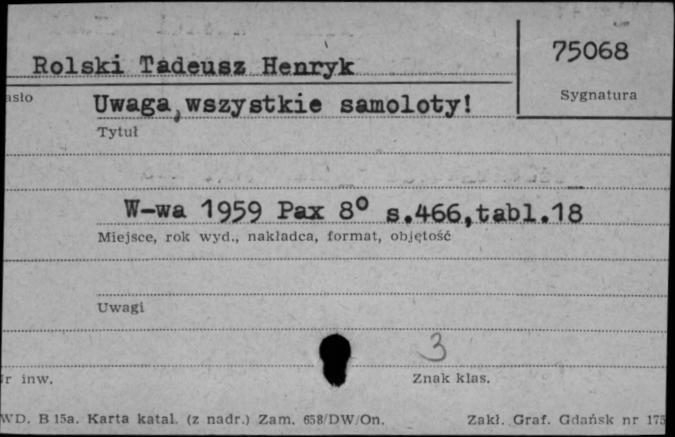 75068
Rolski Tadeusz Henryk
asło
Sygnatura
Uwaga, wszystkie samoloty!
Tytuł
W-wa 1959 Pax 8° s.466, tabl.18
Miejsce, rok wyd., nakładca, format, objętość
Uwagi
3
r inw.
Znak klas.
WD. B 15a. Karta katal. (z nadr.) Zam. 658/DW/On.
Zakł. Graf. Gdańsk nr 175